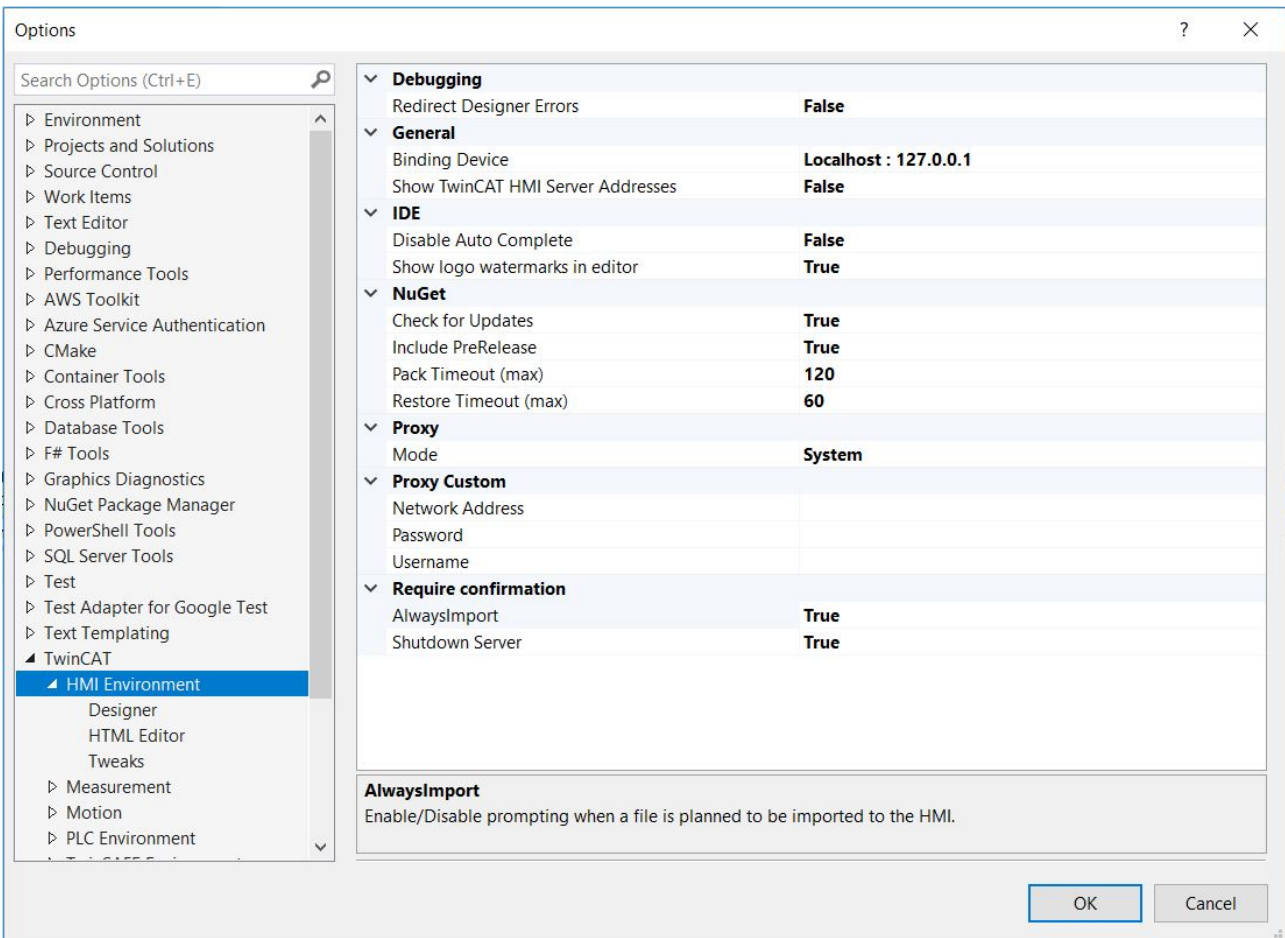 Options
?
Search Options (Ctrl+E)
Environment
Projects and Solutions
Source Control
Work Items
Text Editor
Debugging
Performance Tools
AWS Toolkit
Azure Service Authentication
CMake
Container Tools
Cross Platform
Database Tools
F# Tools
Graphics Diagnostics
NuGet Package Manager
PowerShell Tools
SQL Server Tools
Test
Test Adapter for Google Test
Text Templating
TwinCAT
HMI Environment
Designer
HTML Editor
Tweaks
Measurement
Motion
PLC Environment
Debugging
Redirect Designer Errors False
General
Binding Device Localhost : 127.0.0.1
Show TwinCAT HMI Server Addresses False
IDE
Disable Auto Complete False
Show logo watermarks in editor True
NuGet
Check for Updates True
Include PreRelease True
Pack Timeout (max) 120
Restore Timeout (max) 60
Proxy
Mode System
Proxy Custom
Network Address
Password
Username
Require confirmation
AlwaysImport True
Shutdown Server True
AlwaysImport
Enable/Disable prompting when a file is planned to be imported to the HMI.
OK Cancel